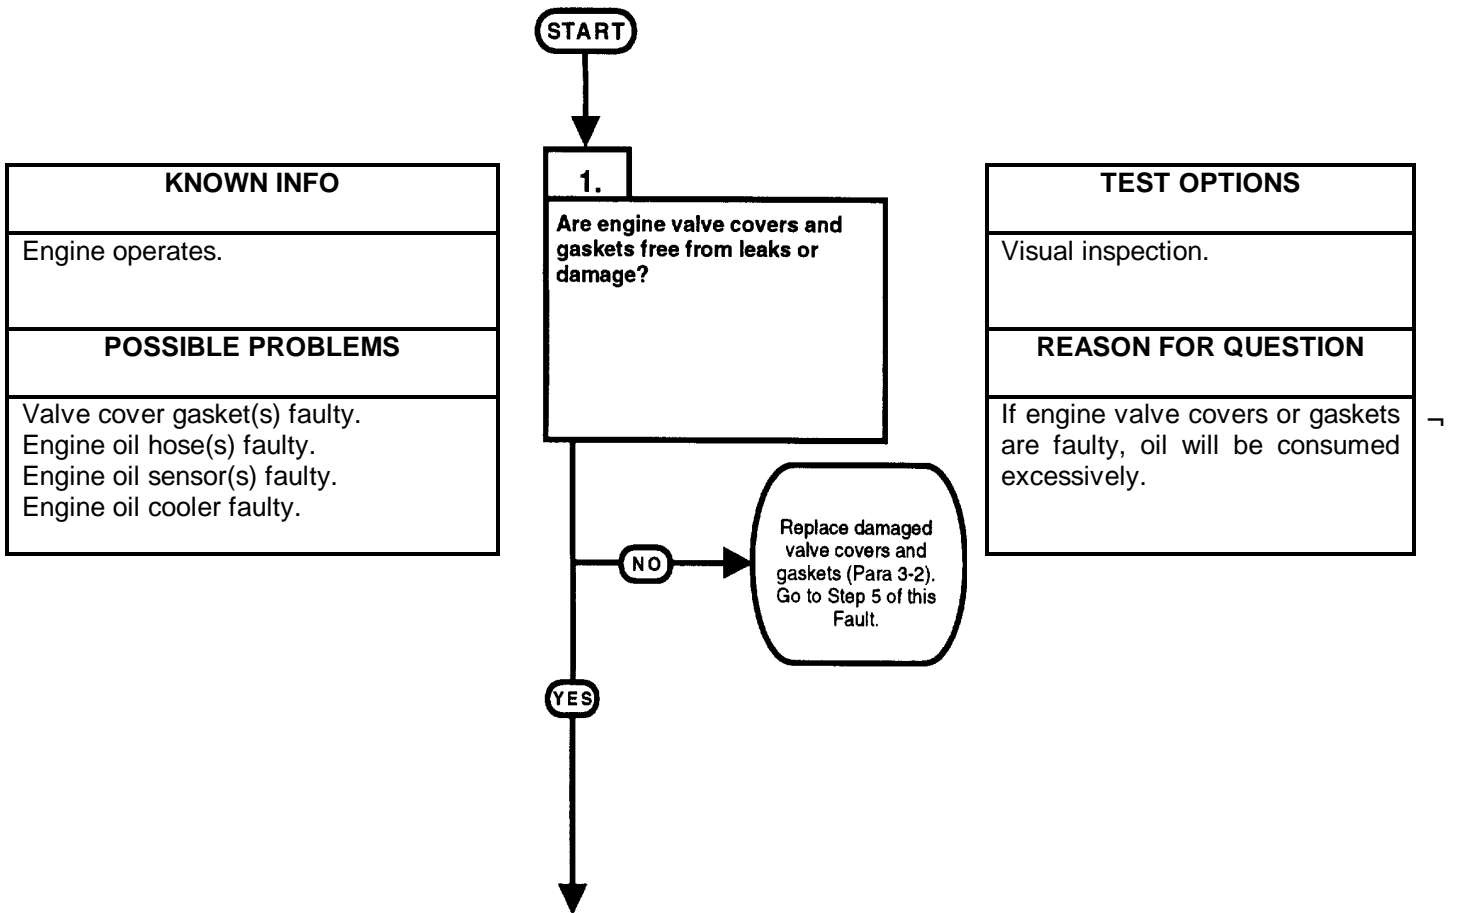 START
KNOWN INFO
Engine operates.
POSSIBLE PROBLEMS
Valve cover gasket(s) faulty.
Engine oil hose(s) faulty.
Engine oil sensor(s) faulty.
Engine oil cooler faulty.
1.
Are engine valve covers and
gaskets free from leaks or
damage?
TEST OPTIONS
Visual inspection.
REASON FOR QUESTION
If engine valve covers or gaskets
are faulty, oil will be consumed
excessively.
¬
NO
Replace damaged
valve covers and
gaskets (Para 3-2).
Go to Step 5 of this
Fault.
YES